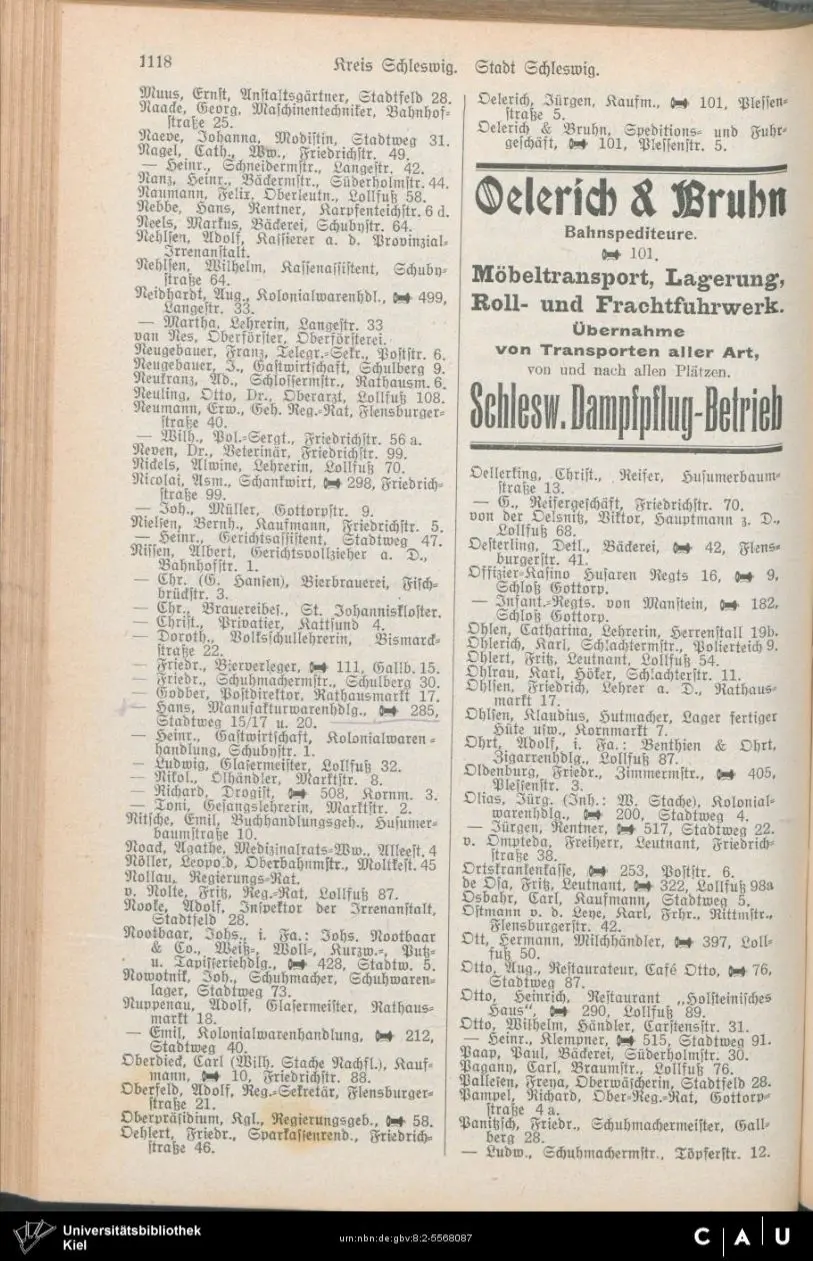 1118
Kreis Schleswig. Stadt Schleswig.
Muus, Ernst, Anstaltsgärtner, Stadtfeld 28.
Naacke, Georg, Maschinentechniker, Bahnhof-
straße 25.
Naeve, Johanna, Modistin, Stadtweg 31.
Nagel, Cath., Ww., Friedrichstr. 49.
— Heinr., Schneidermstr., Langestr. 42.
Nanz, Heinr., Bäckermstr., Süderholmstr. 44.
Naumann, Felix, Oberleutn., Lollfuß 58.
Nebbe, Hans, Rentner, Karpfenteichstr. 6 d.
Neels, Markus, Bäckerei, Schubystr. 64.
Nehlsen, Adolf, Kassierer a. d. Provinzial-
Irrenanstalt.
Nehlsen, Wilhelm, Kassenassistent, Schuby-
straße 64.
Neidhardt, Aug., Kolonialwarenhdl., 499,
Langestr. 33.
— Martha, Lehrerin, Langestr. 33
van Nes, Oberförster, Oberförsterei.
Neugebauer, Franz, Telegr.-Sekr., Poststr. 6.
Neugebauer, J., Gastwirtschaft, Schulberg 9.
Neukranz, Ad., Schlossermstr., Rathausm. 6.
Neuling, Otto, Dr., Oberarzt, Lollfuß 108.
Neumann, Erw., Geh. Reg.-Rat, Flensburger-
straße 40.
— Wilh., Pol.-Sergt., Friedrichstr. 56 a.
Neven, Dr., Veterinär, Friedrichstr. 99.
Nickels, Alwine, Lehrerin, Lollfuß 70.
Nicolai, Asm., Schankwirt, 298, Friedrich-
straße 99.
— Joh., Müller, Gottorpstr. 9.
Nielsen, Bernh., Kaufmann, Friedrichstr. 5.
— Heinr., Gerichtsassistent, Stadtweg 47.
Nissen, Albert, Gerichtsvollzieher a. D.,
Bahnhofstr. 1.
— Chr. (G. Hansen), Bierbrauerei, Fisch-
brückstr. 3.
— Chr., Brauereibes., St. Johanniskloster.
— Christ., Privatier, Kattsund 4.
— Doroth., Volksschullehrerin, Bismarck-
straße 22.
— Friedr., Bierverleger, 111, Gallb. 15.
— Friedr., Schuhmachermstr., Schulberg 30.
— Godber, Postdirektor, Rathausmarkt 17.
— Hans, Manufakturwarenhdlg., 285,
Stadtweg 15/17 u. 20.
— Heinr., Gastwirtschaft, Kolonialwaren-
handlung, Schubystr. 1.
— Ludwig, Glasermeister, Lollfuß 32.
— Nikol., Ölhändler, Marktstr. 8.
— Richard, Drogist, 508, Kornm. 3.
— Toni, Gesangslehrerin, Marktstr. 2.
Nitsche, Emil, Buchhandlungsgeh., Husumer-
baumstraße 10.
Noack, Agathe, Medizinalrats-Ww., Alleest. 4
Nöller, Leopold, Oberbahnmstr., Moltkest. 45
Nollau, Regierungs-Rat.
v. Nolte, Fritz, Reg.-Rat, Lollfuß 87.
Nooke, Adolf, Inspektor der Irrenanstalt,
Stadtfeld 28.
Nootbaar, Johs., i. Fa.: Johs. Nootbaar
& Co., Weiß-, Woll-, Kurzw.-, Putz-
u. Tapisseriehdlg., 428, Stadtw. 5.
Nowotnik, Joh., Schuhmacher, Schuhwaren-
lager, Stadtweg 73.
Nuppenau, Adolf, Glasermeister, Rathaus-
markt 18.
— Emil, Kolonialwarenhandlung, 212,
Stadtweg 40.
Oberdieck, Carl (Wilh. Stache Nachfl.), Kauf-
mann, 10, Friedrichstr. 88.
Oberfeld, Adolf, Reg.-Sekretär, Flensburger-
straße 21.
Oberpräsidium, Kgl., Regierungsgeb., 58.
Oehlert, Friedr., Sparkassenrend., Friedrich-
straße 46.
Oelerich, Jürgen, Kaufm., 101, Plessen-
straße 5.
Oelerich & Bruhn, Speditions- und Fuhr-
geschäft, 101, Plessenstr. 5.
Oelerich & Bruhn
Bahnspediteure.
101.
Möbeltransport, Lagerung,
Roll- und Frachtfuhrwerk.
Übernahme
von Transporten aller Art,
von und nach allen Plätzen.
Schlesw. Dampfpflug-Betrieb
Oellerking, Christ., Reifer, Husumerbaum-
straße 13.
— G., Reifergeschäft, Friedrichstr. 70.
von der Oelsnitz, Viktor, Hauptmann z. D.,
Lollfuß 68.
Oesterling, Detl., Bäckerei, 42, Flens-
burgerstr. 41.
Offizier-Kasino Husaren Regts 16, 9,
Schloß Gottorp.
— Infant.-Regts. von Manstein, 182,
Schloß Gottorp.
Ohlen, Catharina, Lehrerin, Herrenstall 19b.
Ohlerich, Karl, Schlachtermstr., Polierteich 9.
Ohlert, Fritz, Leutnant, Lollfuß 54.
Ohlrau, Karl, Höker, Schlachterstr. 11.
Ohlsen, Friedrich, Lehrer a. D., Rathaus-
markt 17.
Ohlsen, Klaudius, Hutmacher, Lager fertiger
Hüte usw., Kornmarkt 7.
Ohrt, Adolf, i. Fa.: Benthien & Ohrt,
Zigarrenhdlg., Lollfuß 87.
Oldenburg, Friedr., Zimmermstr., 405,
Plessenstr. 3.
Olias, Jürg. (Inh.: W. Stache), Kolonial-
warenhdlg., 200, Stadtweg 4.
— Jürgen, Rentner, 517, Stadtweg 22.
v. Ompteda, Freiherr, Leutnant, Friedrich-
straße 38.
Ortskrankenkasse, 253, Poststr. 6.
de Osa, Fritz, Leutnant, 322, Lollfuß 98a
Osbahr, Carl, Kaufmann, Stadtweg 5.
Ostmann v. d. Leye, Karl, Frhr., Rittmstr.,
Flensburgerstr. 42.
Ott, Hermann, Milchhändler, 397, Loll-
fuß 50.
Otto, Aug., Restaurateur, Café Otto, 76,
Stadtweg 87.
Otto, Heinrich, Restaurant „Holsteinisches
Haus“, 290, Lollfuß 89.
Otto, Wilhelm, Händler, Carstensstr. 31.
— Heinr., Klempner, 515, Stadtweg 91.
Paap, Paul, Bäckerei, Süderholmstr. 30.
Pagany, Carl, Braumstr., Lollfuß 76.
Pallesen, Freya, Oberwäscherin, Stadtfeld 28.
Pampel, Richard, Ober-Reg.-Rat, Gottorp-
straße 4 a.
Panitzsch, Friedr., Schuhmachermeister, Gall-
berg 28.
— Ludw., Schuhmachermstr., Töpferstr. 12.
Universitätsbibliothek
Kiel
urn:nbn:de:gbv:8:2-5568087
C A U